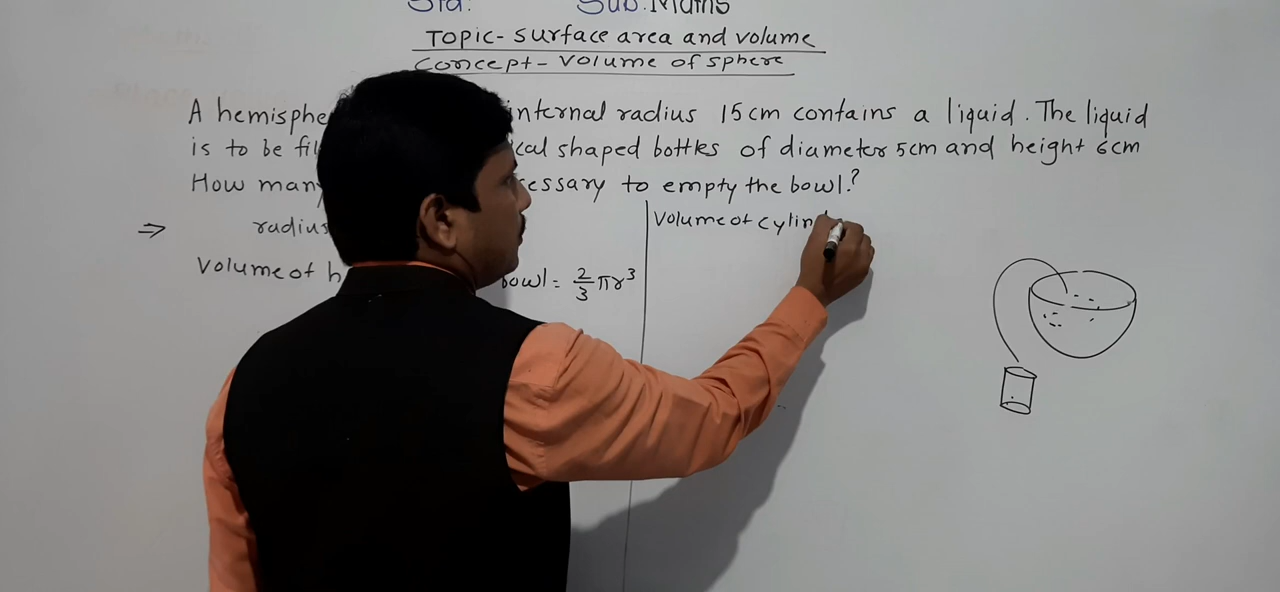 Std: Sub: Maths
Topic- surface area and volume
Concept- Volume of sphere
A hemisphe internal radius 15cm contains a liquid. The liquid
is to be fil cal shaped bottles of diameter 5cm and height 6cm
How many cessary to empty the bowl?
⇒ radius
Volume of h bowl = 2/3 πr³
Volume of cylin